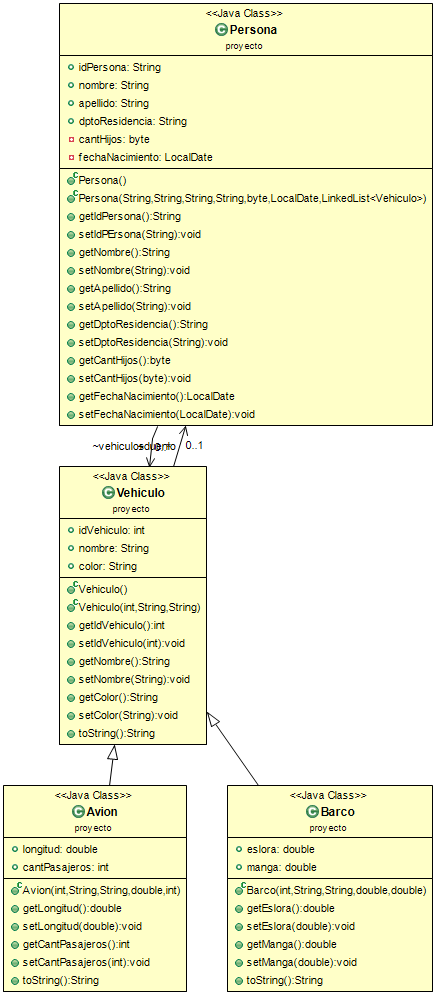 <<Java Class>>
Persona
proyecto
idPersona: String
nombre: String
apellido: String
dptoResidencia: String
cantHijos: byte
fechaNacimiento: LocalDate
Persona()
Persona(String,String,String,String,byte,LocalDate,LinkedList<Vehiculo>)
getIdPersona():String
setIdPErsona(String):void
getNombre():String
setNombre(String):void
getApellido():String
setApellido(String):void
getDptoResidencia():String
setDptoResidencia(String):void
getCantHijos():byte
setCantHijos(byte):void
getFechaNacimiento():LocalDate
setFechaNacimiento(LocalDate):void
0..1
<<Java Class>>
Vehiculo
proyecto
idVehiculo: int
nombre: String
color: String
Vehiculo()
Vehiculo(int,String,String)
getIdVehiculo():int
setIdVehiculo(int):void
getNombre():String
setNombre(String):void
getColor():String
setColor(String):void
toString():String
<<Java Class>>
Avion
proyecto
longitud: double
cantPasajeros: int
Avion(int,String,String,double,int)
getLongitud():double
setLongitud(double):void
getCantPasajeros():int
setCantPasajeros(int):void
toString():String
<<Java Class>>
Barco
proyecto
eslora: double
manga: double
Barco(int,String,String,double,double)
getEslora():double
setEslora(double):void
getManga():double
setManga(double):void
toString():String